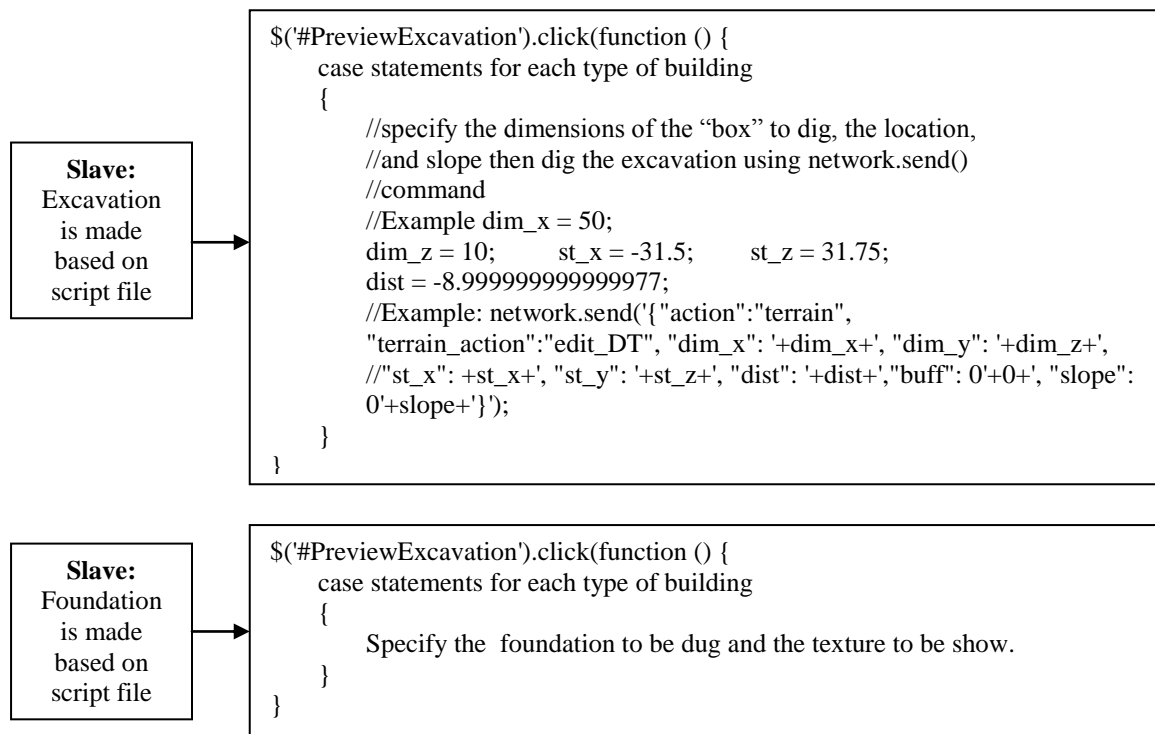 $('#PreviewExcavation').click(function () {
case statements for each type of building
{
//specify the dimensions of the “box” to dig, the location,
//and slope then dig the excavation using network.send()
//command
//Example dim_x = 50;
dim_z = 10; st_x = -31.5; st_z = 31.75;
dist = -8.999999999999977;
//Example: network.send('{"action":"terrain",
"terrain_action":"edit_DT", "dim_x": '+dim_x+', "dim_y": '+dim_z+',
//"st_x": +st_x+', "st_y": '+st_z+', "dist": '+dist+',"buff": 0'+0+', "slope":
0'+slope+'}');
}
}
Slave:
Excavation
is made
based on
script file
$('#PreviewExcavation').click(function () {
case statements for each type of building
{
Specify the foundation to be dug and the texture to be show.
}
}
Slave:
Foundation
is made
based on
script file